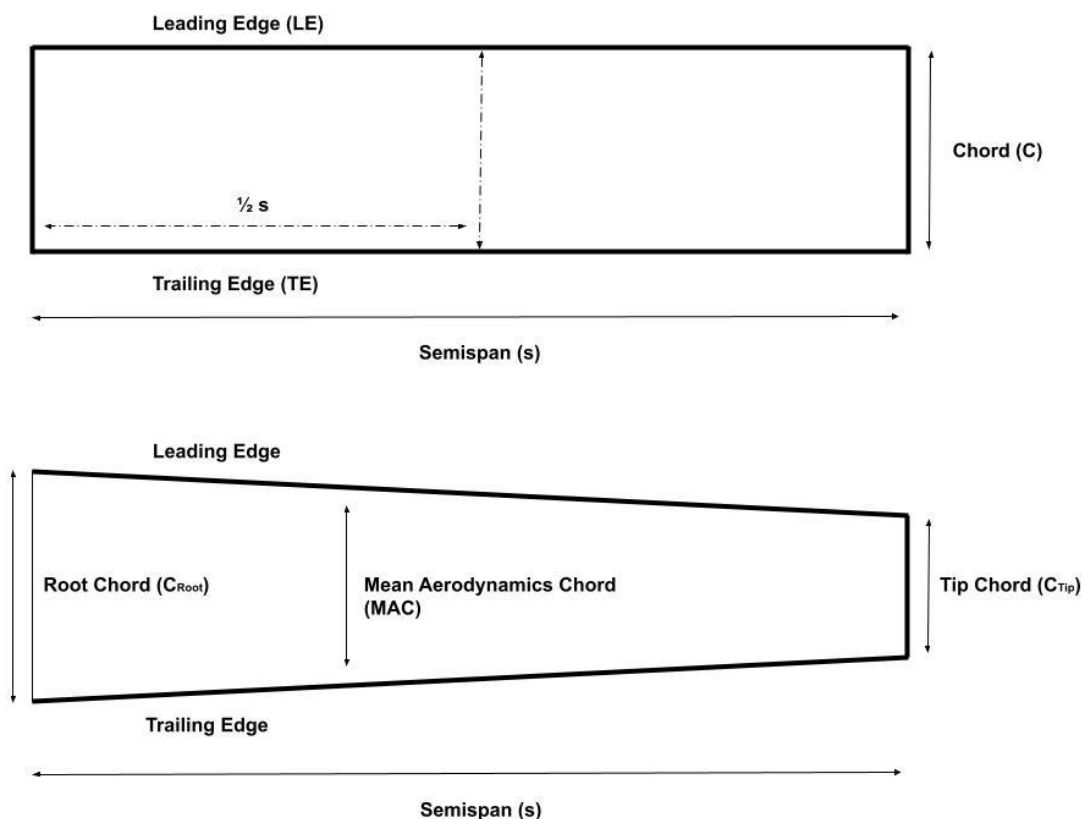 Leading Edge (LE)
Chord (C)
½ s
Trailing Edge (TE)
Semispan (s)
Leading Edge
Root Chord (CRoot)
Mean Aerodynamics Chord
(MAC)
Tip Chord (CTip)
Trailing Edge
Semispan (s)